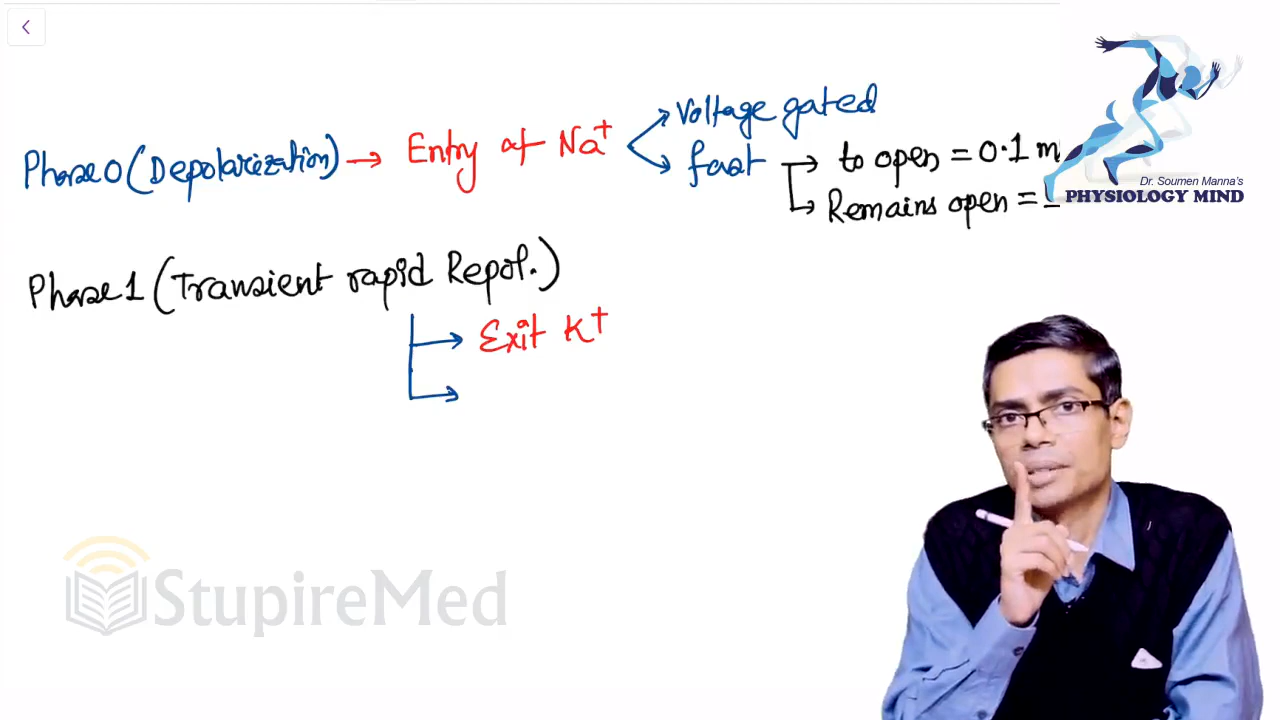 Phase 0 (Depolarization) → Entry of Na+
Voltage gated
fast → to open = 0.1 m
Remains open =
Phase 1 (Transient rapid Repol.)
Exit K+
Dr. Soumen Manna's
PHYSIOLOGY MIND
StupireMed